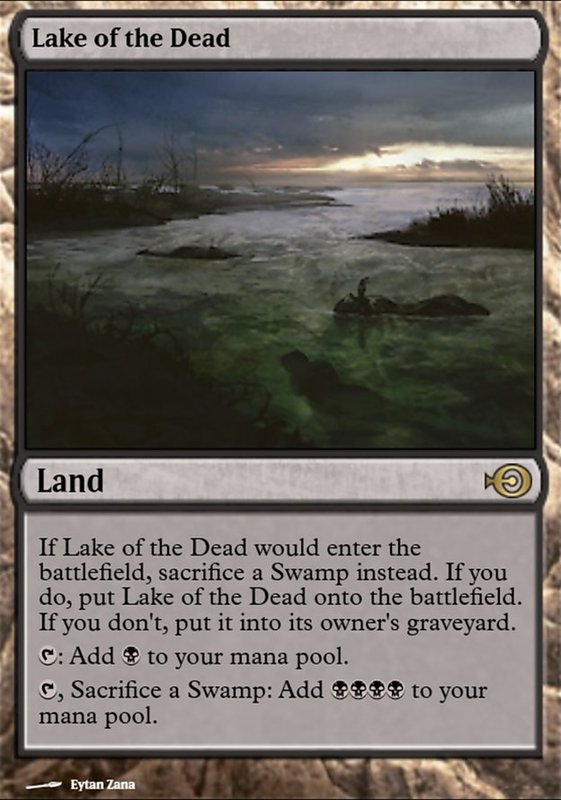 Lake of the Dead
Land
If Lake of the Dead would enter the
battlefield, sacrifice a Swamp instead. If you
do, put Lake of the Dead onto the battlefield.
If you don't, put it into its owner's graveyard.
: Add to your mana pool.
, Sacrifice a Swamp: Add to your
mana pool.
Eytan Zana